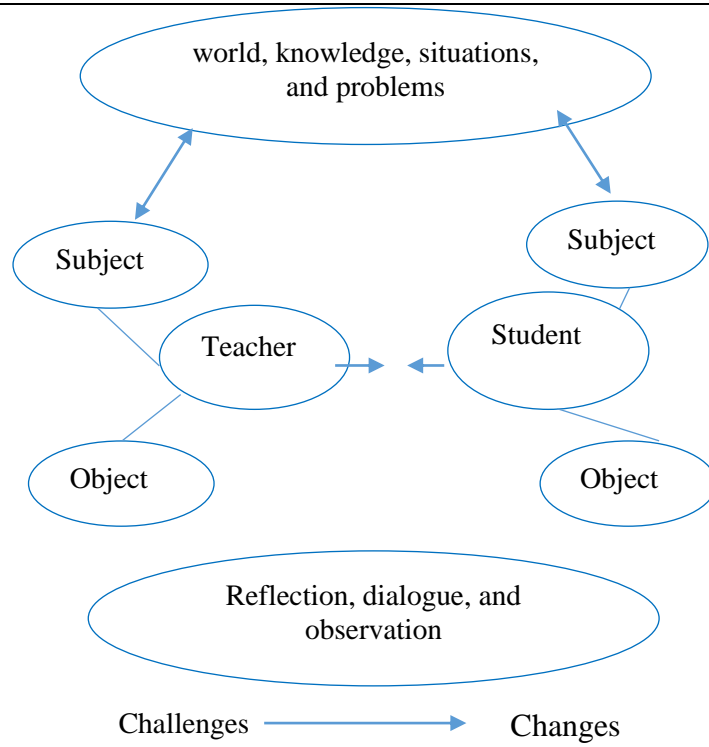 world, knowledge, situations,
and problems
Subject
Subject
Teacher
Student
Object
Object
Reflection, dialogue, and
observation
Challenges
Changes